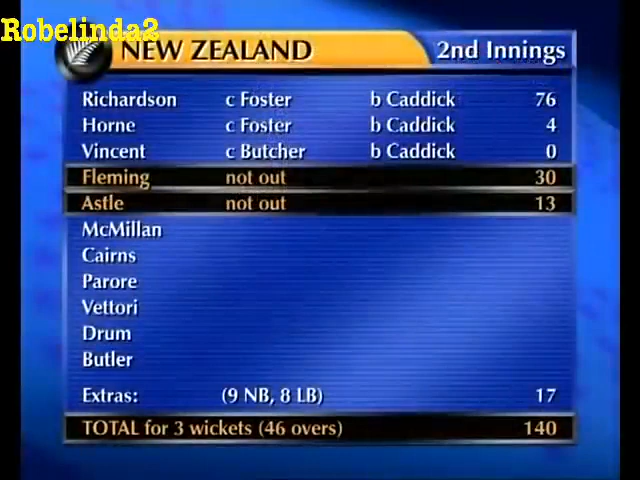 Robelinda2
NEW ZEALAND 2nd Innings
Richardson c Foster b Caddick 76
Horne c Foster b Caddick 4
Vincent c Butcher b Caddick 0
Fleming not out 30
Astle not out 13
McMillan
Cairns
Parore
Vettori
Drum
Butler
Extras: (9 NB, 8 LB) 17
TOTAL for 3 wickets (46 overs) 140